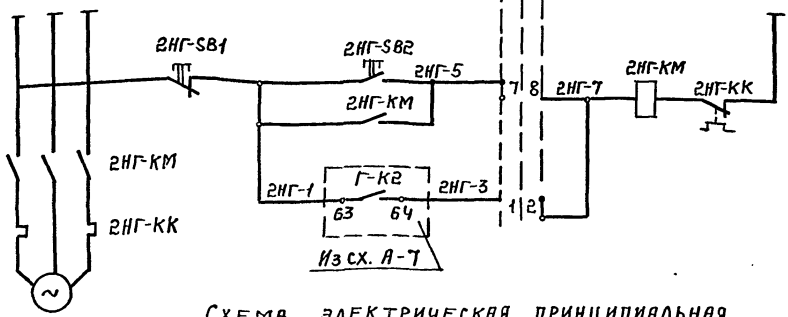 2НГ-SB1
2НГ-SB2
2НГ-5
7
8
2НГ-7
2НГ-КМ
2НГ-КК
2НГ-КМ
2НГ-КМ
2НГ-1
Г-К2
2НГ-3
63
64
1
2
2НГ-КК
Из сх. А-7
~
СХЕМА ЭЛЕКТРИЧЕСКАЯ ПРИНЦИПИАЛЬНАЯ